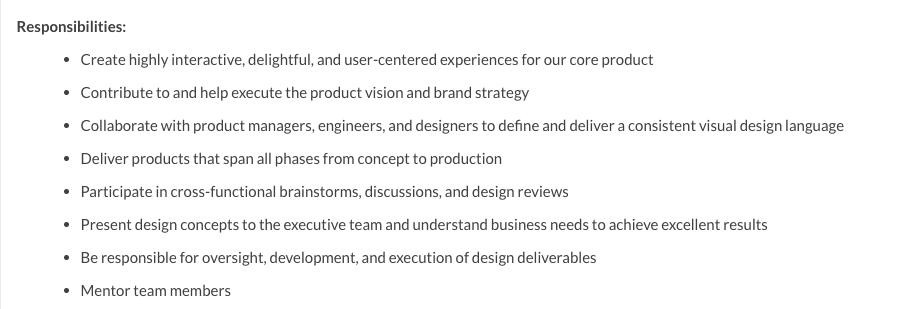 Responsibilities:
• Create highly interactive, delightful, and user-centered experiences for our core product
• Contribute to and help execute the product vision and brand strategy
• Collaborate with product managers, engineers, and designers to define and deliver a consistent visual design language
• Deliver products that span all phases from concept to production
• Participate in cross-functional brainstorms, discussions, and design reviews
• Present design concepts to the executive team and understand business needs to achieve excellent results
• Be responsible for oversight, development, and execution of design deliverables
• Mentor team members